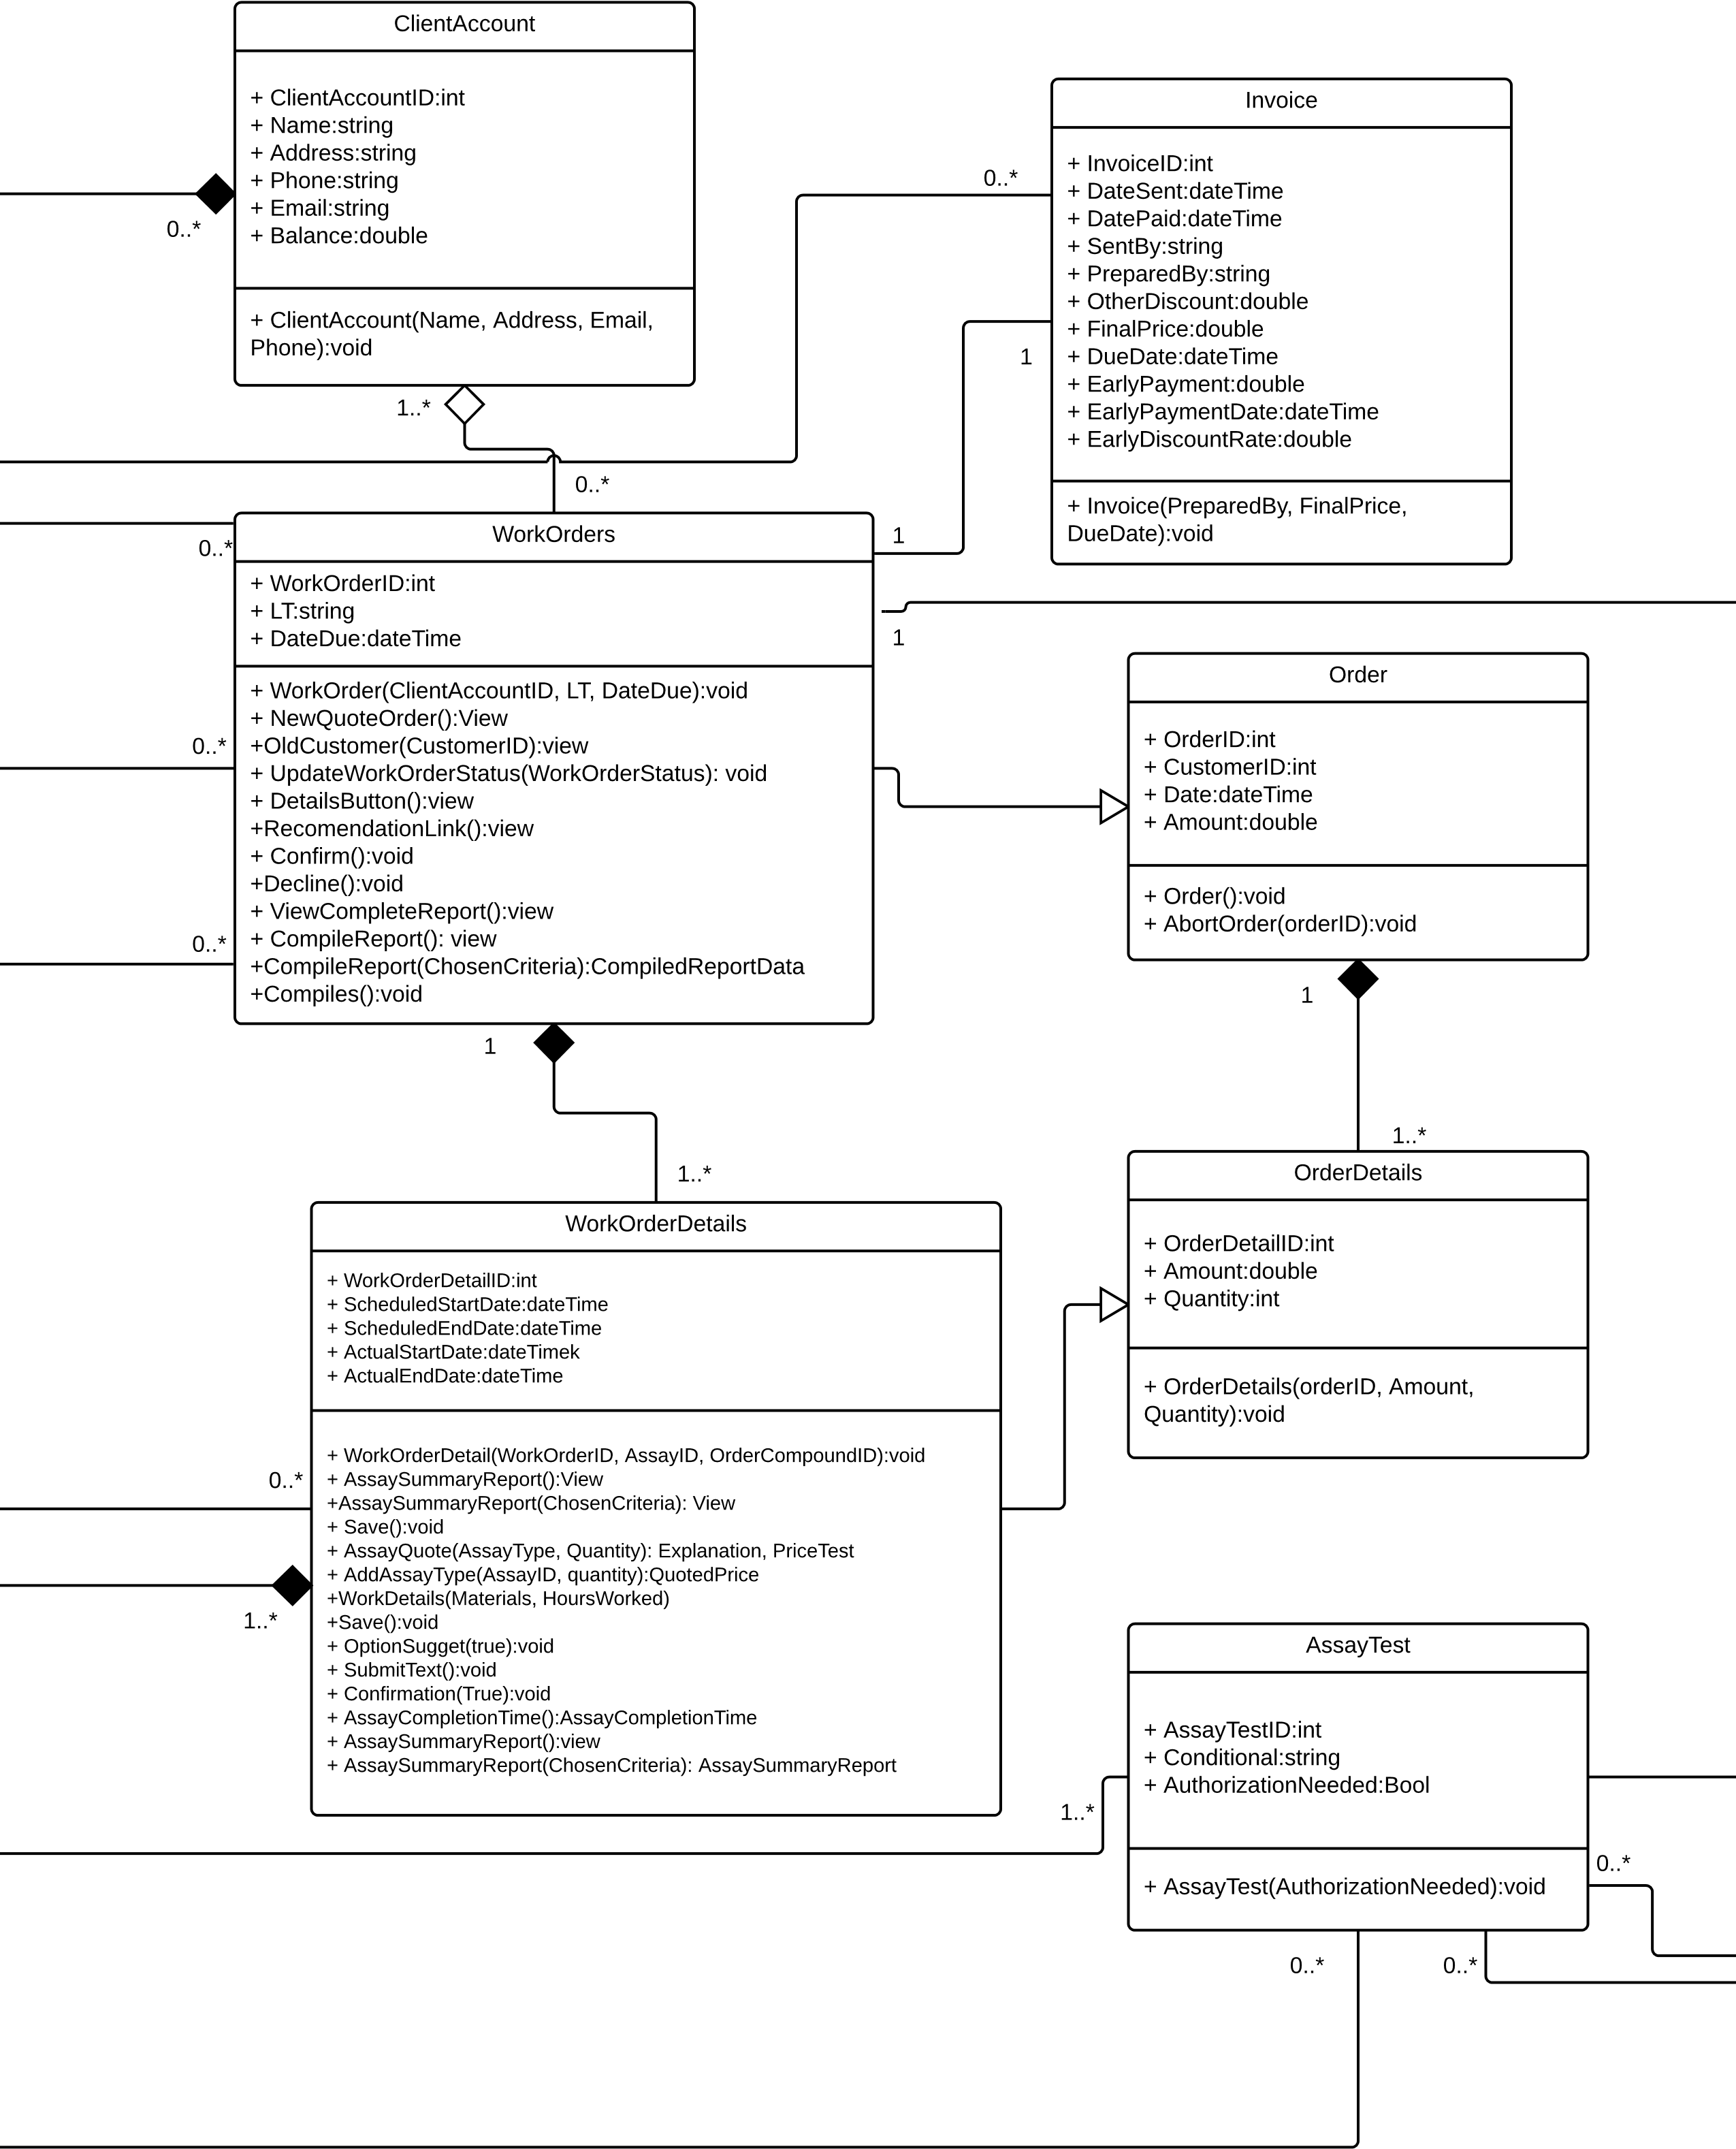 ClientAccount
+ ClientAccountID:int
+ Name:string
+ Address:string
+ Phone:string
+ Email:string
+ Balance:double
0..*
+ ClientAccount(Name, Address, Email,
Phone):void
1..*
0..*
Invoice
+ InvoiceID:int
+ DateSent:dateTime
+ DatePaid:dateTime
+ SentBy:string
+ PreparedBy:string
+ OtherDiscount:double
+ FinalPrice:double
+ DueDate:dateTime
+ EarlyPayment:double
+ EarlyPaymentDate:dateTime
+ EarlyDiscountRate:double
+ Invoice(PreparedBy, FinalPrice,
DueDate):void
0..*
1
WorkOrders
+ WorkOrderID:int
+ LT:string
+ DateDue:dateTime
+ WorkOrder(ClientAccountID, LT, DateDue):void
+ NewQuoteOrder():View
+OldCustomer(CustomerID):view
+ UpdateWorkOrderStatus(WorkOrderStatus): void
+ DetailsButton():view
+RecomendationLink():view
+ Confirm():void
+Decline():void
+ ViewCompleteReport():view
+ CompileReport(): view
+CompileReport(ChosenCriteria):CompiledReportData
+Compiles():void
0..*
0..*
0..*
1
1
1
1..*
Order
+ OrderID:int
+ CustomerID:int
+ Date:dateTime
+ Amount:double
+ Order():void
+ AbortOrder(orderID):void
1
1..*
OrderDetails
+ OrderDetailID:int
+ Amount:double
+ Quantity:int
+ OrderDetails(orderID, Amount,
Quantity):void
WorkOrderDetails
+ WorkOrderDetailID:int
+ ScheduledStartDate:dateTime
+ ScheduledEndDate:dateTime
+ ActualStartDate:dateTimek
+ ActualEndDate:dateTime
+ WorkOrderDetail(WorkOrderID, AssayID, OrderCompoundID):void
+ AssaySummaryReport():View
+AssaySummaryReport(ChosenCriteria): View
+ Save():void
+ AssayQuote(AssayType, Quantity): Explanation, PriceTest
+ AddAssayType(AssayID, quantity):QuotedPrice
+WorkDetails(Materials, HoursWorked)
+Save():void
+ OptionSugget(true):void
+ SubmitText():void
+ Confirmation(True):void
+ AssayCompletionTime():AssayCompletionTime
+ AssaySummaryReport():view
+ AssaySummaryReport(ChosenCriteria): AssaySummaryReport
0..*
1..*
AssayTest
+ AssayTestID:int
+ Conditional:string
+ AuthorizationNeeded:Bool
+ AssayTest(AuthorizationNeeded):void
1..*
0..*
0..*
0..*